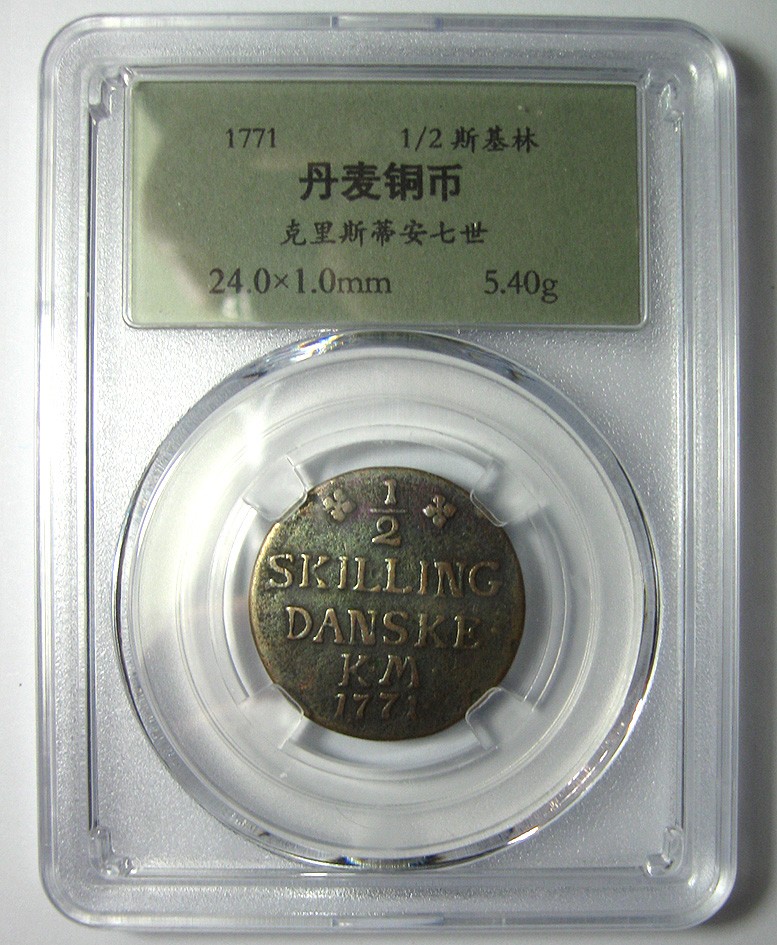 1771 1/2 斯基林
丹麦铜币
克里斯蒂安七世
24.0×1.0mm 5.40g
1
2
SKILLING
DANSKE
KM
1771